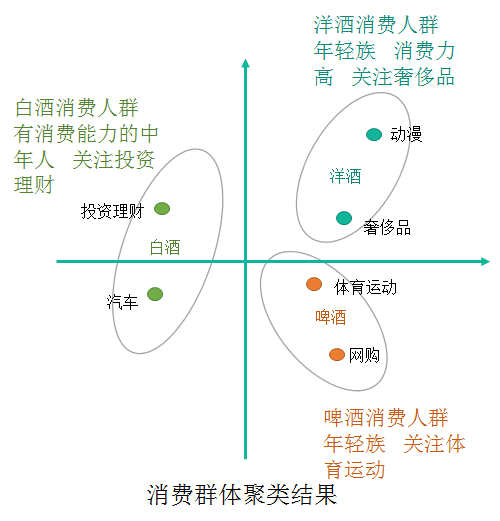 洋酒消费人群
年轻族 消费力
高 关注奢侈品
白酒消费人群
有消费能力的中
年人 关注投资
理财
动漫
洋酒
奢侈品
投资理财
白酒
汽车
体育运动
啤酒
网购
啤酒消费人群
年轻族 关注体
育运动
消费群体聚类结果